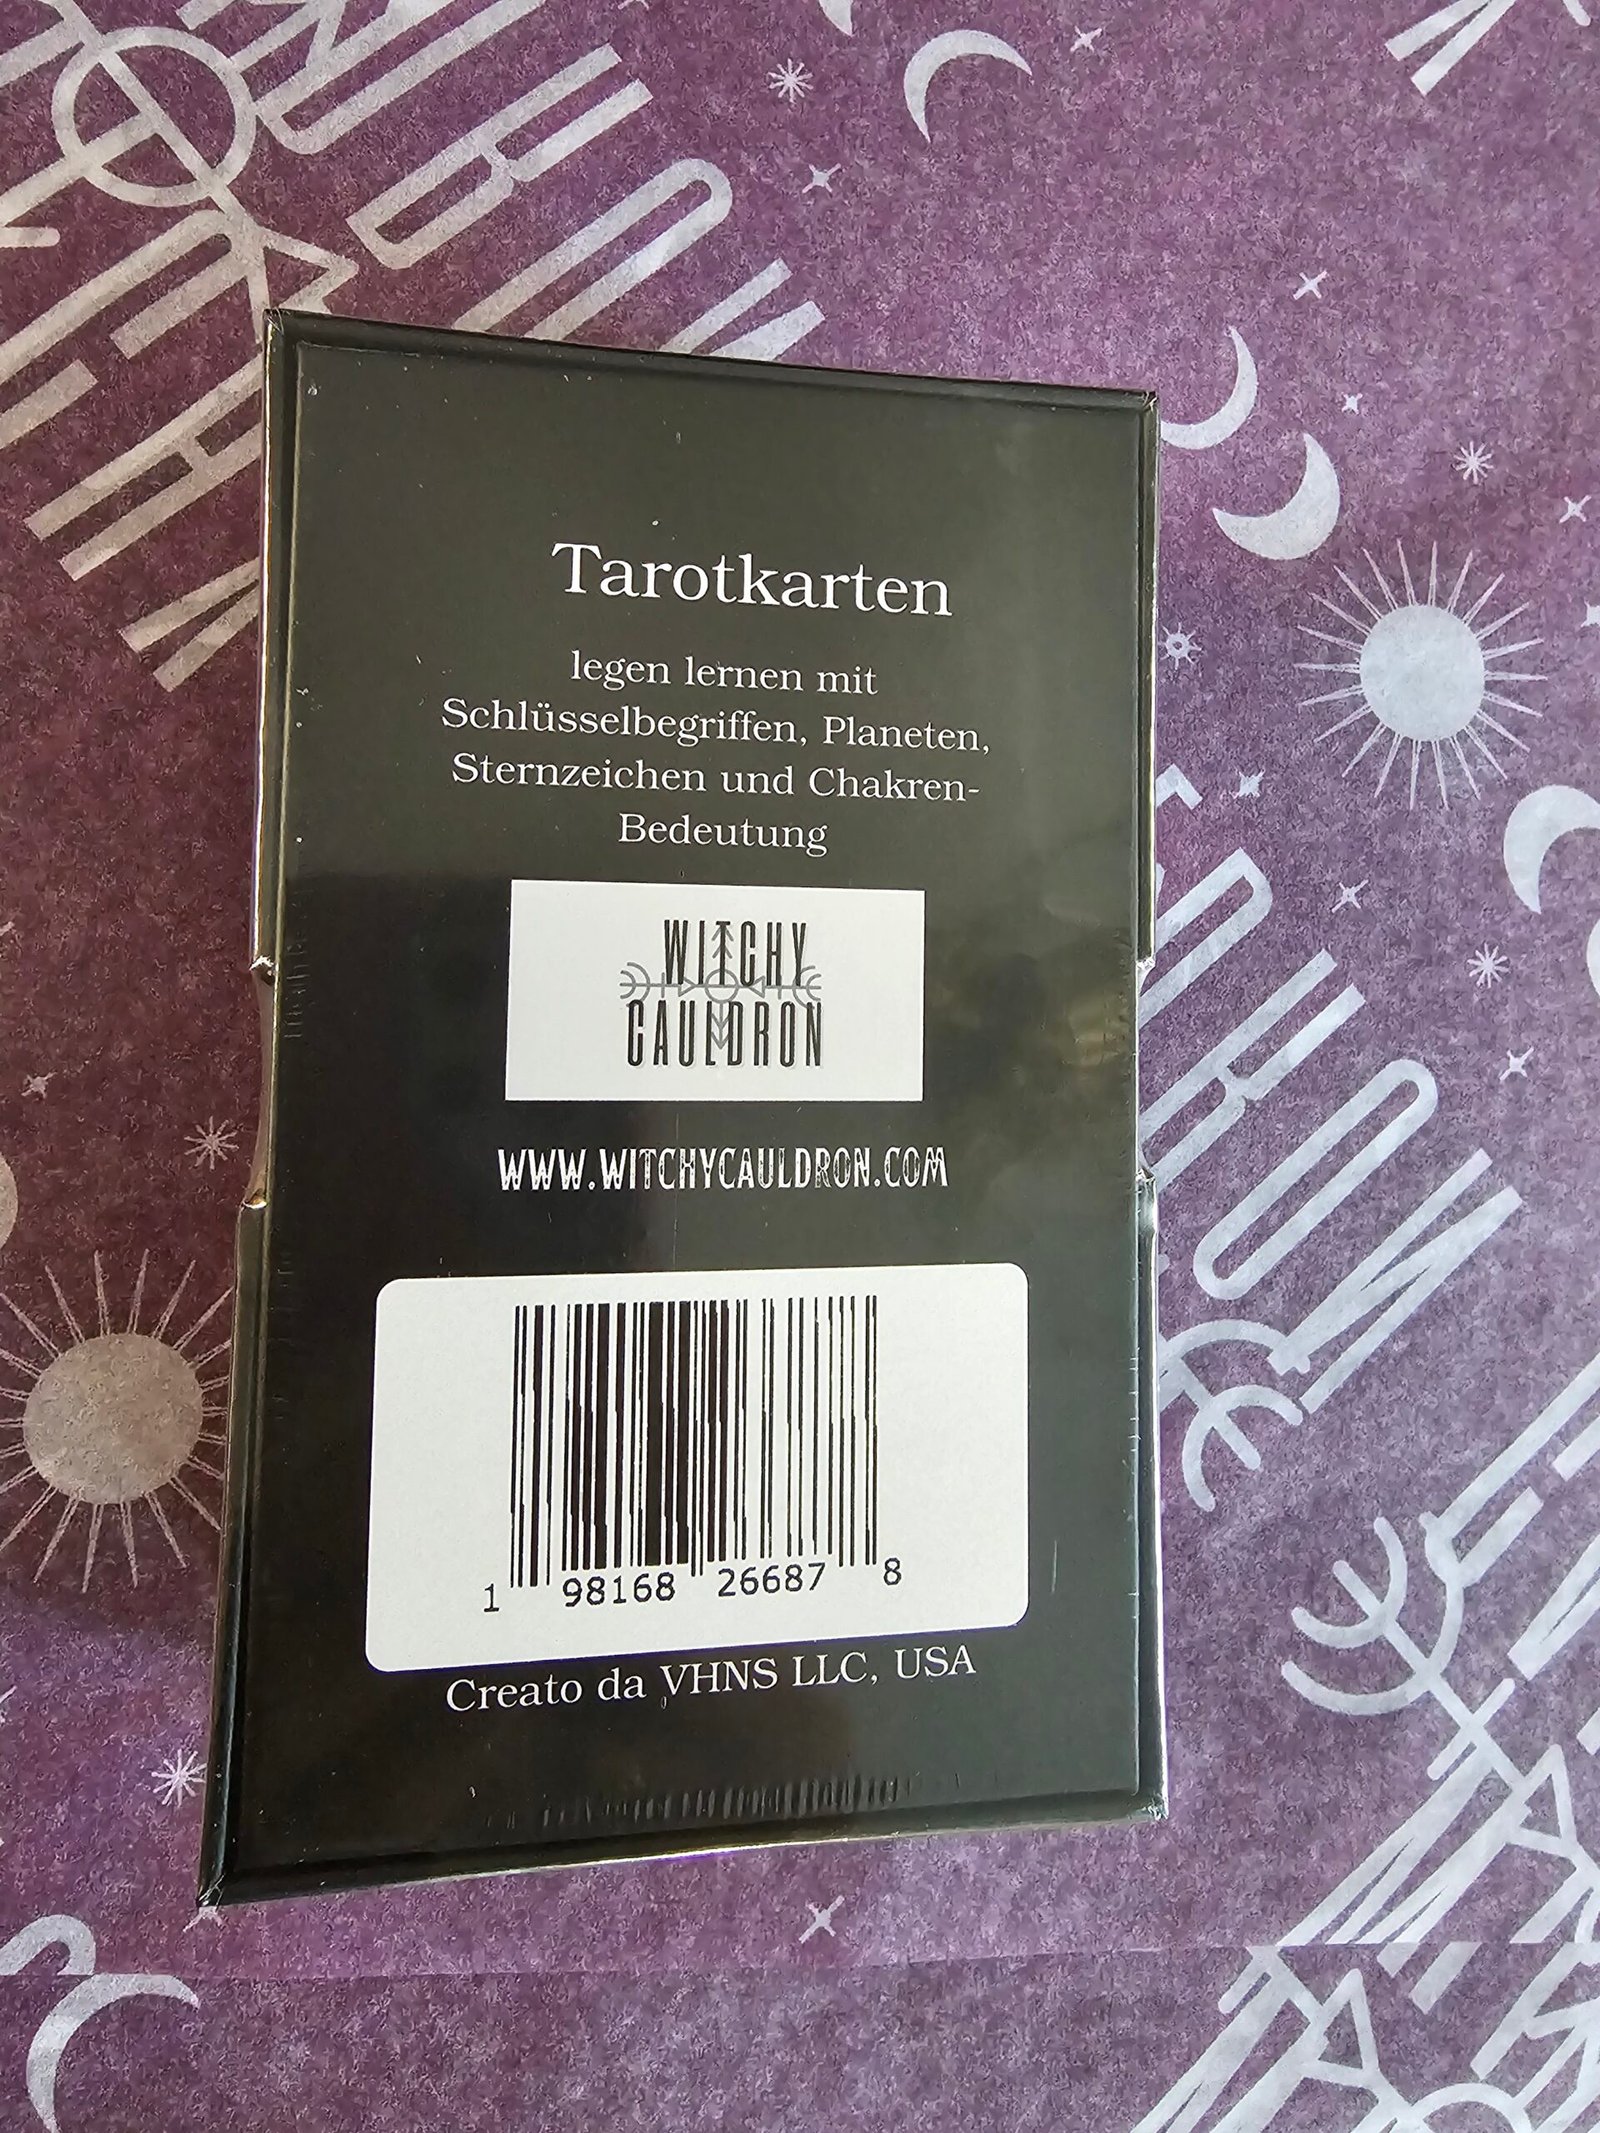 Tarotkarten
legen lernen mit
Schlüsselbegriffen, Planeten,
Sternzeichen und Chakren-
Bedeutung
WITCHY
CAULDRON
WWW.WITCHYCAULDRON.COM
1 98168 26687 8
Creato da VHNS LLC, USA